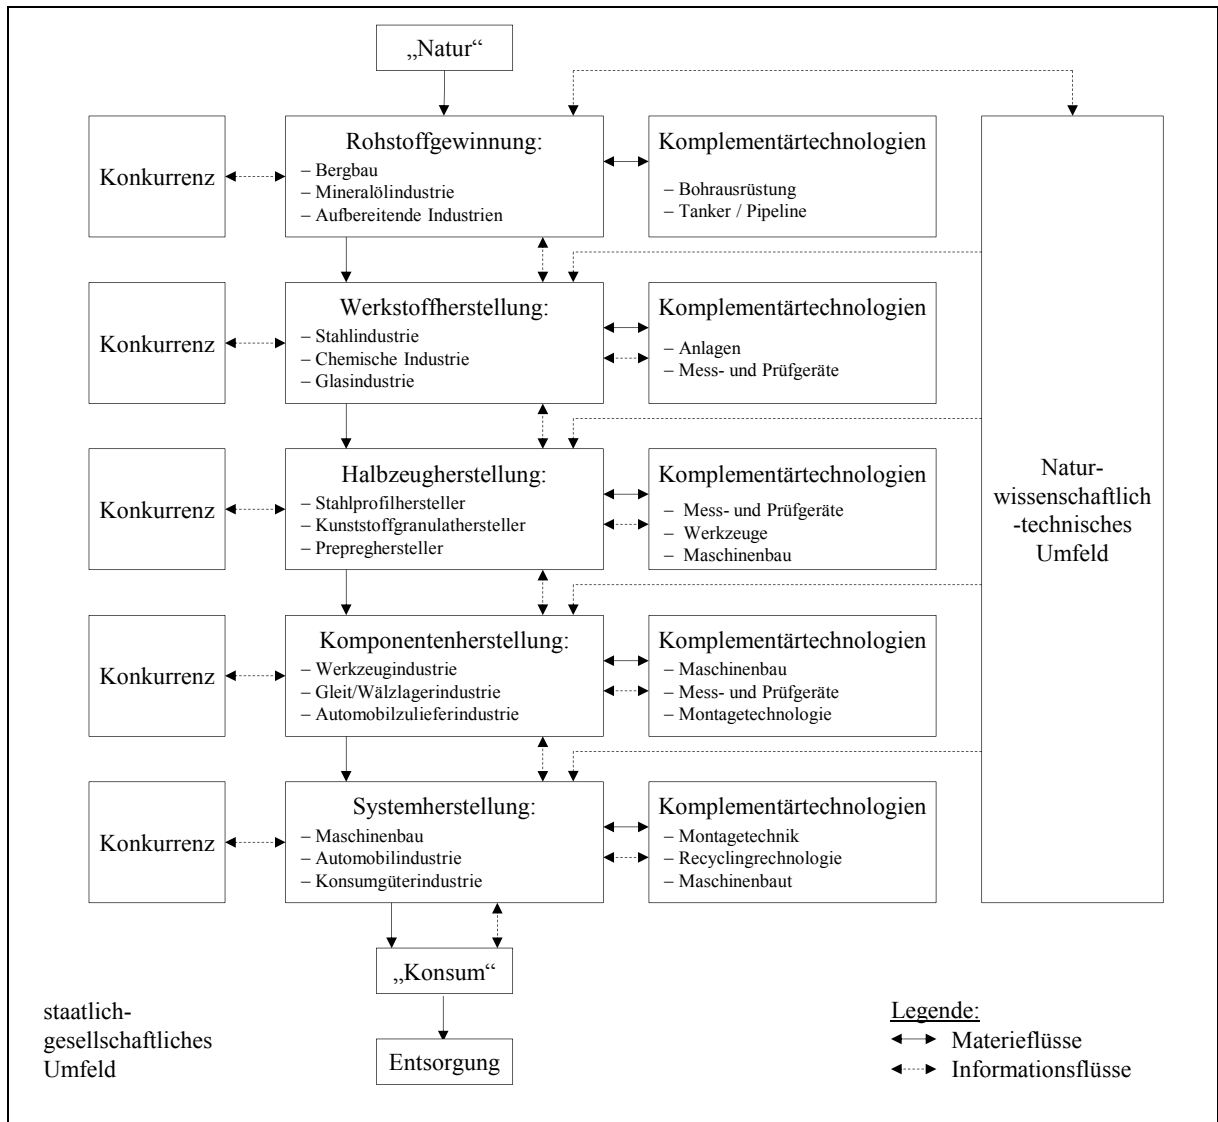 „Natur“
Konkurrenz
Rohstoffgewinnung:
– Bergbau
– Mineralölindustrie
– Aufbereitende Industrien
Komplementärtechnologien
– Bohrausrüstung
– Tanker / Pipeline
Konkurrenz
Werkstoffherstellung:
– Stahlindustrie
– Chemische Industrie
– Glasindustrie
Komplementärtechnologien
– Anlagen
– Mess- und Prüfgeräte
Konkurrenz
Halbzeugherstellung:
– Stahlprofilhersteller
– Kunststoffgranulathersteller
– Prepreghersteller
Komplementärtechnologien
– Mess- und Prüfgeräte
– Werkzeuge
– Maschinenbau
Natur-
wissenschaftlich
-technisches
Umfeld
Konkurrenz
Komponentenherstellung:
– Werkzeugindustrie
– Gleit/Wälzlagerindustrie
– Automobilzulieferindustrie
Komplementärtechnologien
– Maschinenbau
– Mess- und Prüfgeräte
– Montagetechnologie
Konkurrenz
Systemherstellung:
– Maschinenbau
– Automobilindustrie
– Konsumgüterindustrie
Komplementärtechnologien
– Montagetechnik
– Recyclingrechnologie
– Maschinenbaut
„Konsum“
Entsorgung
staatlich-
gesellschaftliches
Umfeld
Legende:
Materieflüsse
Informationsflüsse